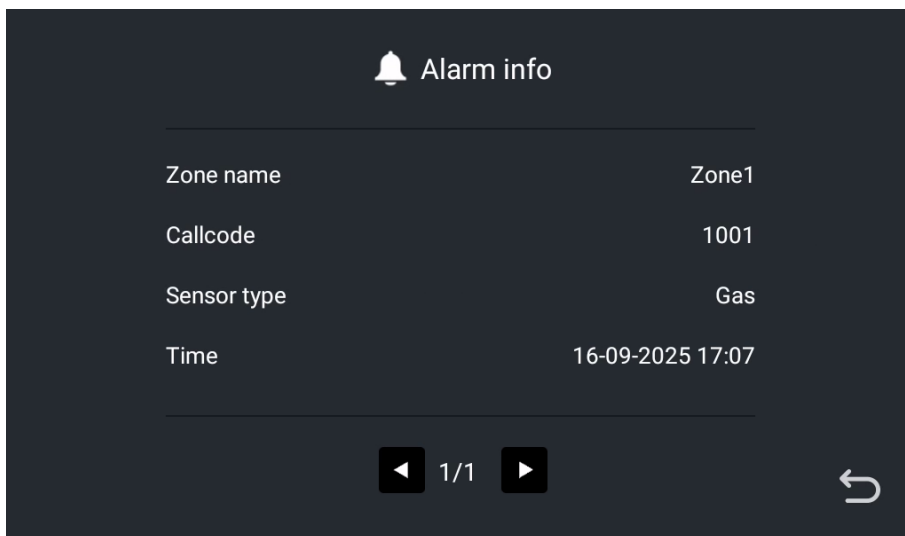 Alarm info
Zone name Zone1
Callcode 1001
Sensor type Gas
Time 16-09-2025 17:07
1/1